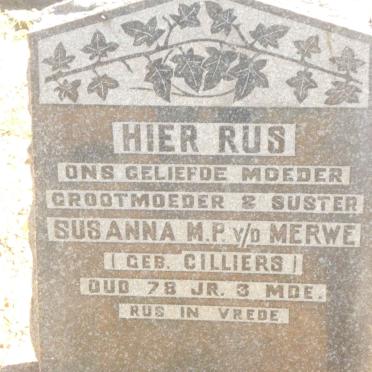 HIER RUS
ONS GELIEFDE MOEDER
GROOTMOEDER & SUSTER
SUSANNA M.P. V/D MERWE
(GEB. CILLIERS)
OUD 78 JR. 3 MDE.
RUS IN VREDE